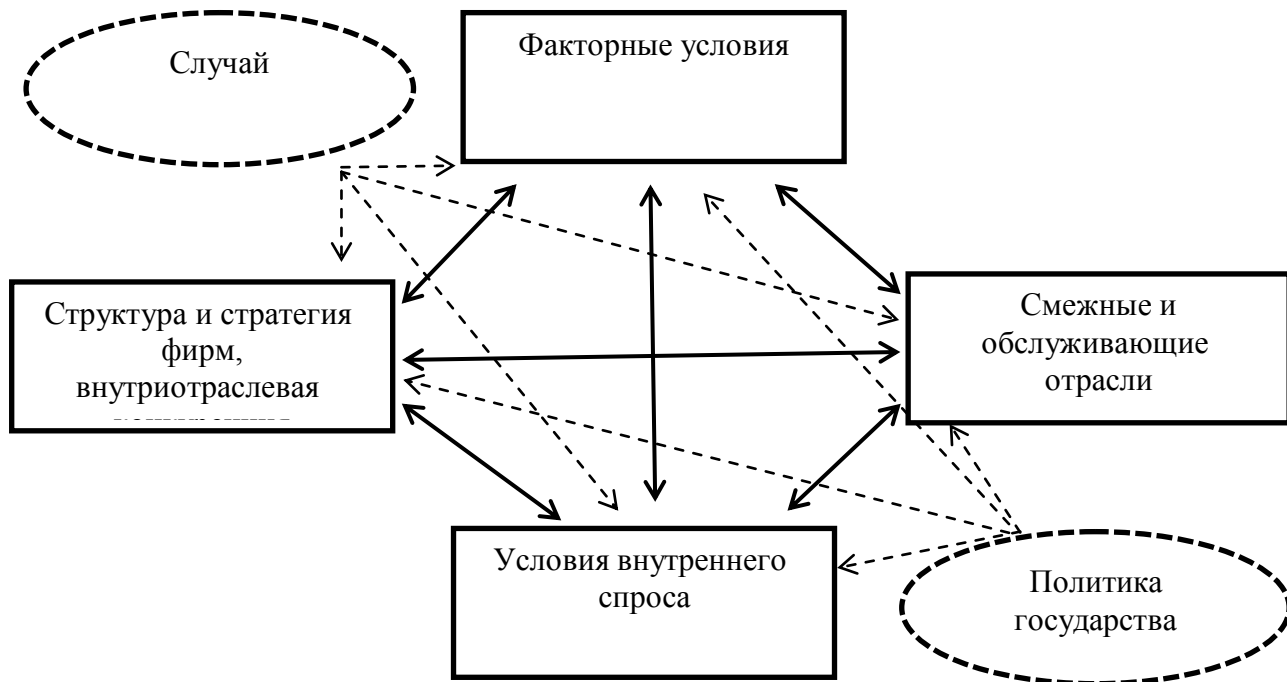 Случай
Факторные условия
Структура и стратегия
фирм,
внутриотраслевая
Смежные и
обслуживающие
отрасли
Условия внутреннего
спроса
Политика
государства